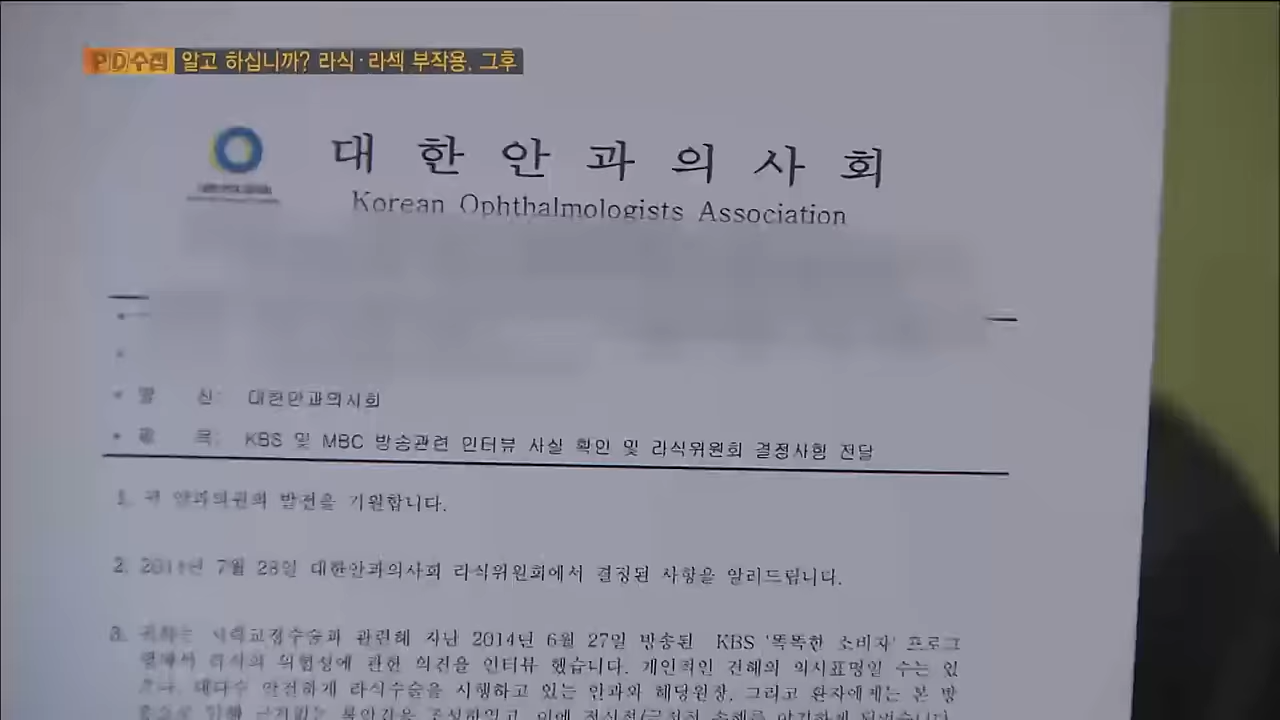 PD수첩 알고 하십니까? 라식·라섹 부작용, 그후
대한안과의사회
Korean Ophthalmologists Association
신: 대한안과의사회
목: KBS 및 MBC 방송관련 인터뷰 사실 확인 및 라식위원회 결정사항 전달
1. 귀 안과의원의 발전을 기원합니다.
2. 2014년 7월 28일 대한안과의사회 라식위원회에서 결정된 사항을 알리드립니다.
3. 귀하는 시력교정수술과 관련해 지난 2014년 6월 27일 방송된 KBS '똑똑한 소비자' 프로그
램에서 라식의 위험성에 관한 의견을 인터뷰 했습니다. 개인적인 견해의 의사표명일 수는 있
대다수 안전하게 라식수술을 시행하고 있는 안과와 해당원장, 그리고 환자에게는 본 방
불안감을 조성하였고, 이에